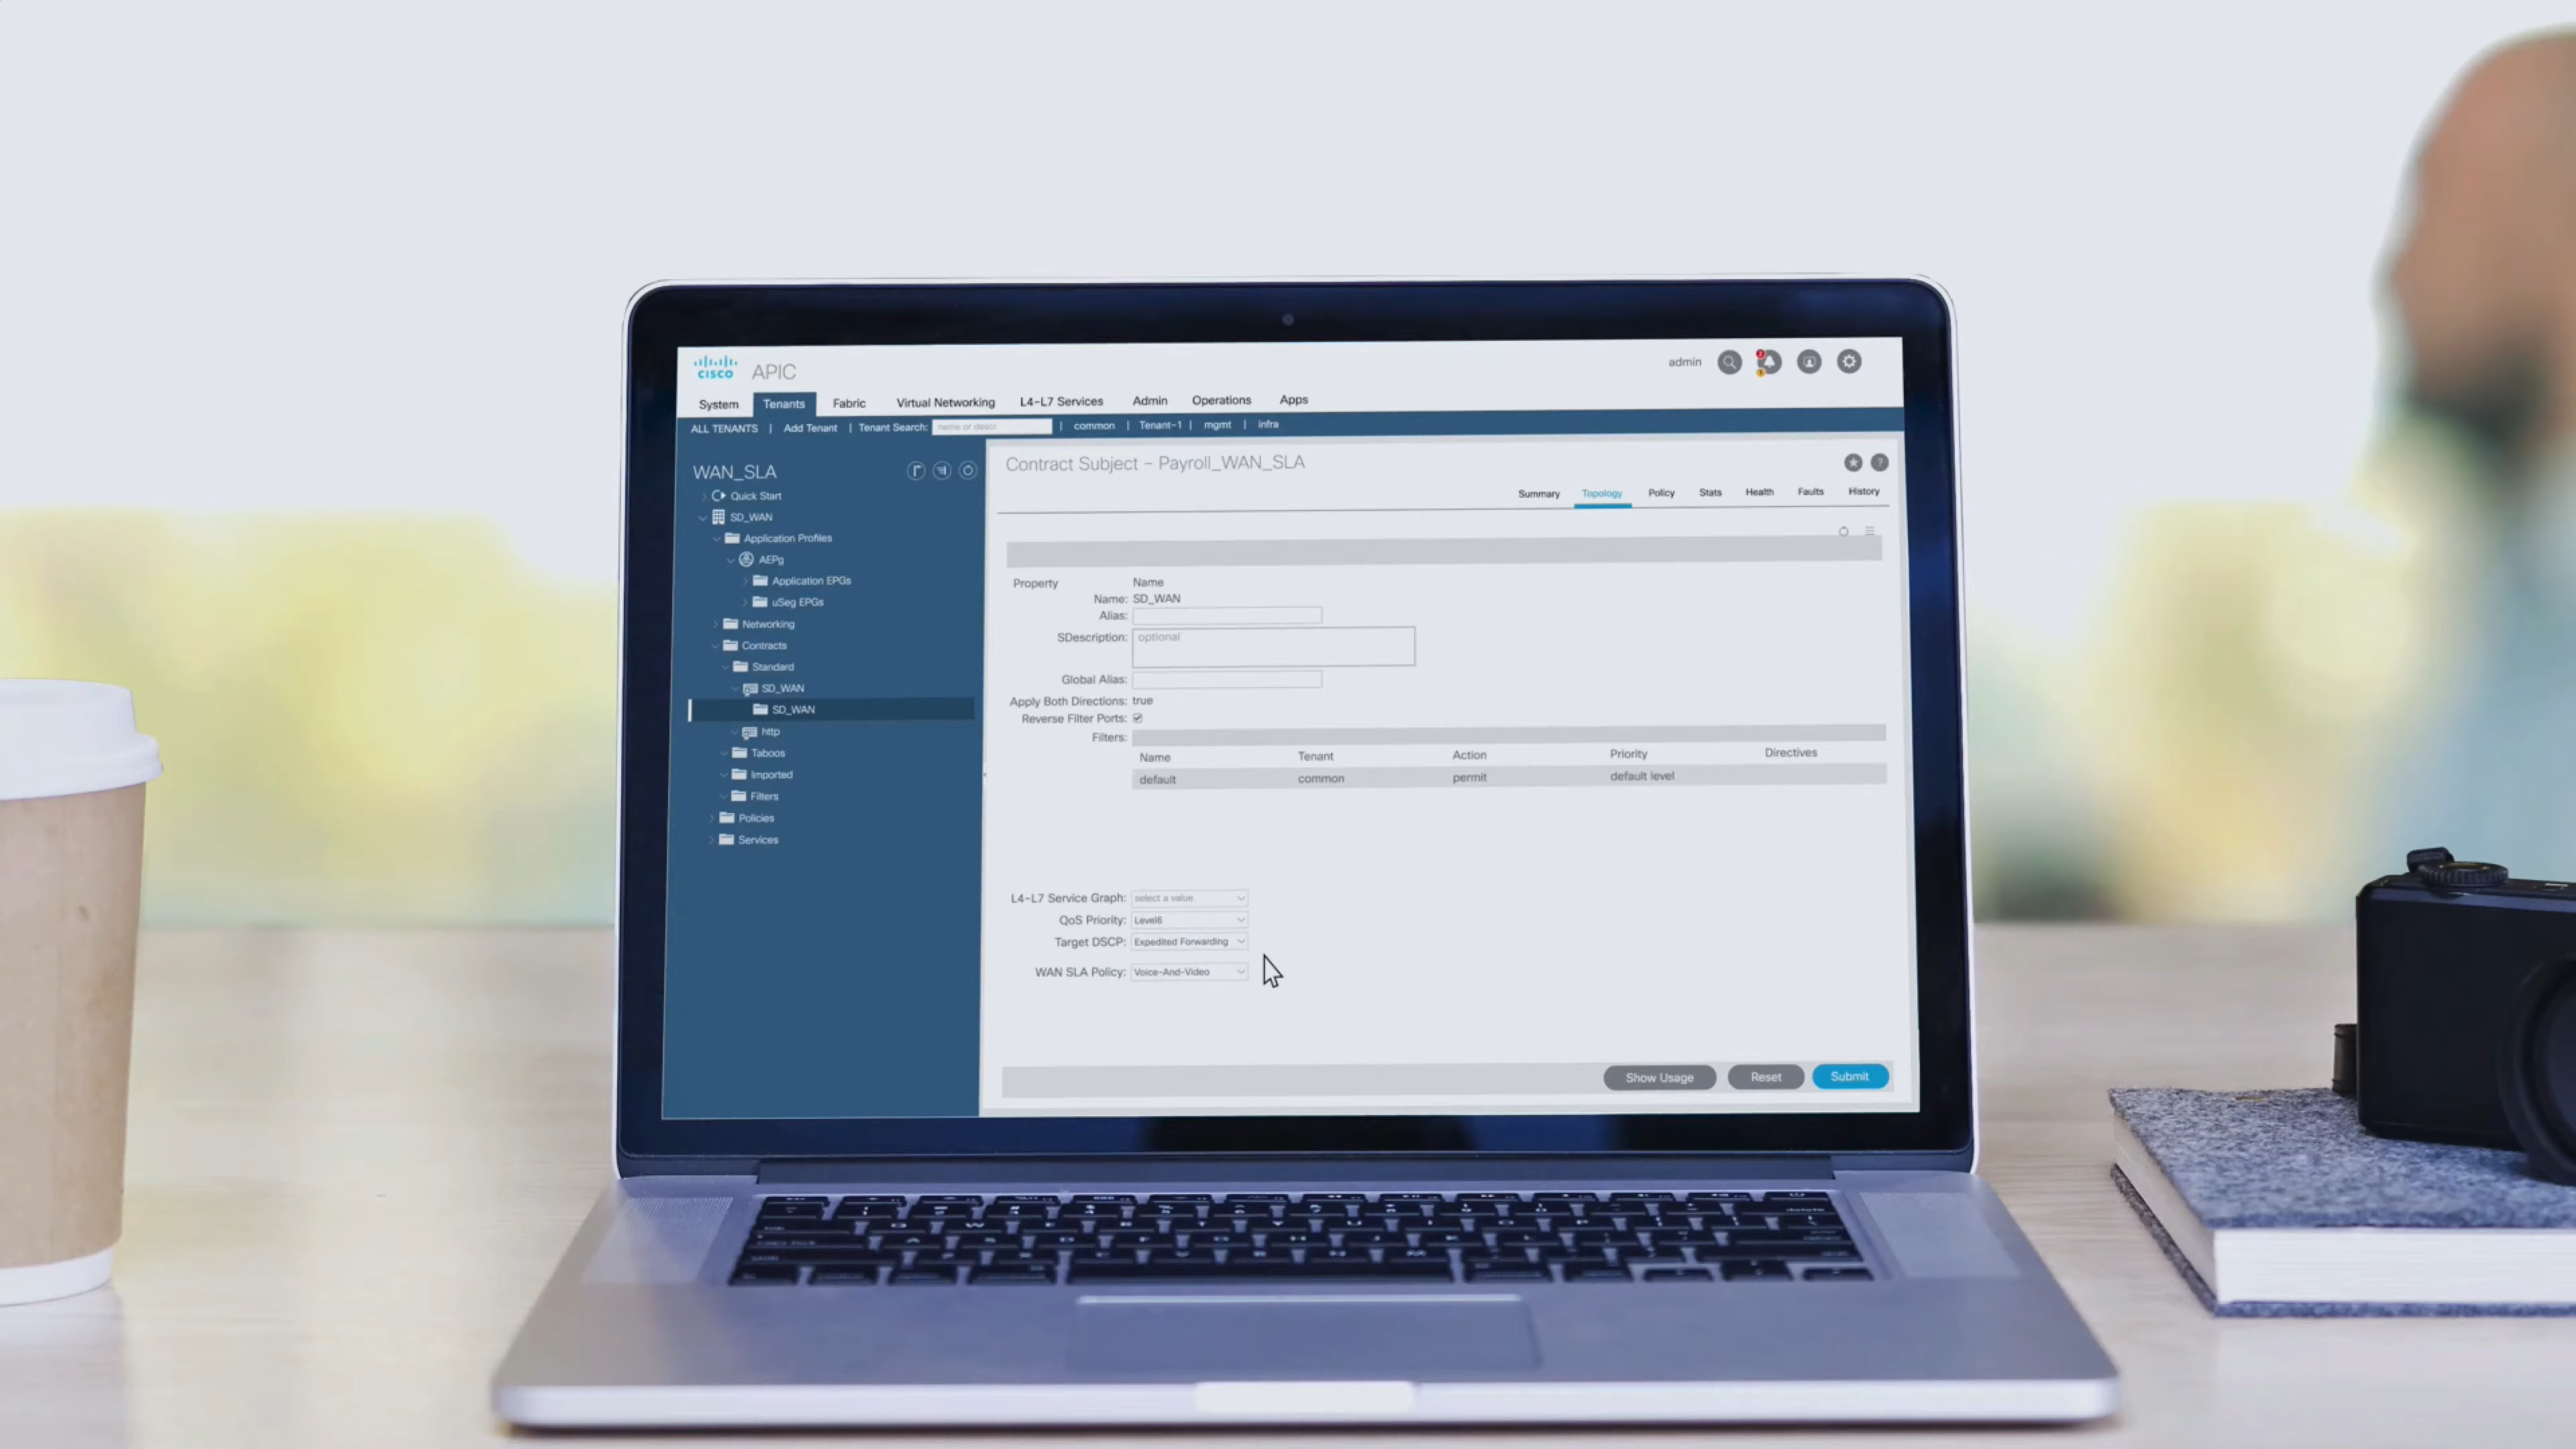 CISCO APIC
admin
2
System Tenants Fabric Virtual Networking L4-L7 Services Admin Operations Apps
ALL TENANTS | Add Tenant | Tenant Search: name or descr | common | Tenant-1 | mgmt | infra
WAN_SLA
Quick Start
SD_WAN
Application Profiles
AEPg
Application EPGs
uSeg EPGs
Networking
Contracts
Standard
SD_WAN
SD_WAN
http
Taboos
Imported
Filters
Policies
Services
Contract Subject - Payroll_WAN_SLA
Summary Topology Policy Stats Health Faults History
Property Name
Name: SD_WAN
Alias:
SDescription: optional
Global Alias:
Apply Both Directions: true
Reverse Filter Ports:
Filters:
Name Tenant Action Priority Directives
default common permit default level
L4-L7 Service Graph: select a value
QoS Priority: Level6
Target DSCP: Expedited Forwarding
WAN SLA Policy: Voice-And-Video
Show Usage Reset Submit